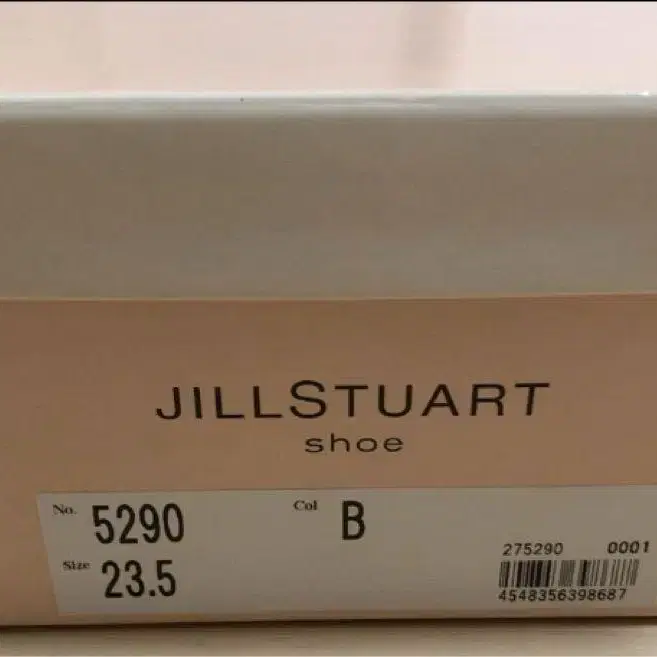 JILLSTUART
shoe
No. 5290 Col B
Size 23.5
275290 0001
4548356398687